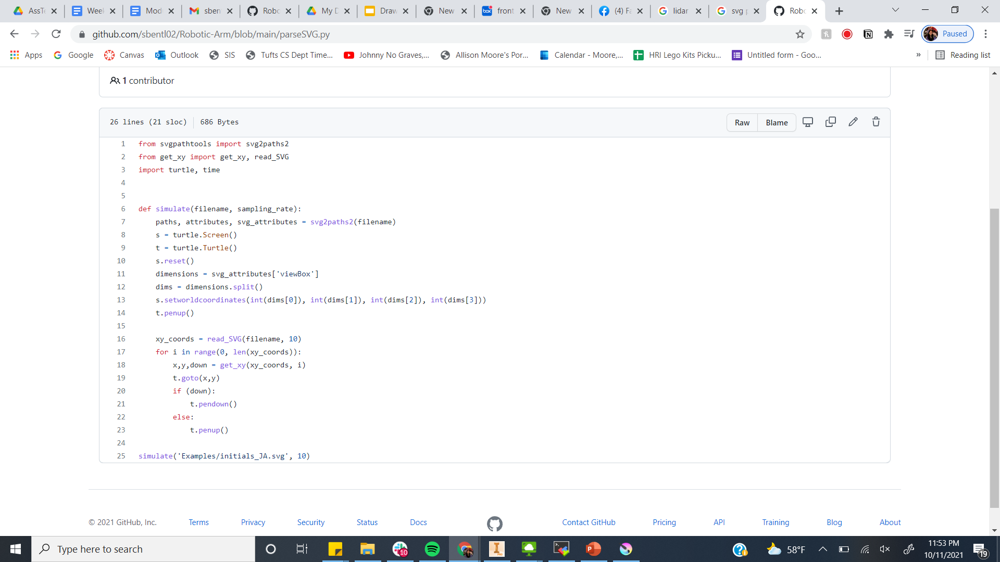 AssTe
Week
Modu
sben
Robo
My D
Draw
New
front
New
(4) Fa
lidar
svg p
Robo
github.com/sbentl02/Robotic-Arm/blob/main/parseSVG.py
Paused
Apps
Google
Canvas
Outlook
SIS
Tufts CS Dept Time...
Johnny No Graves,...
Allison Moore's Por...
Calendar - Moore,...
HRI Lego Kits Picku...
Untitled form - Goo...
»
Reading list
1 contributor
26 lines (21 sloc) 686 Bytes
Raw
Blame
1 from svgpathtools import svg2paths2
2 from get_xy import get_xy, read_SVG
3 import turtle, time
4
5
6 def simulate(filename, sampling_rate):
7 paths, attributes, svg_attributes = svg2paths2(filename)
8 s = turtle.Screen()
9 t = turtle.Turtle()
10 s.reset()
11 dimensions = svg_attributes['viewBox']
12 dims = dimensions.split()
13 s.setworldcoordinates(int(dims[0]), int(dims[1]), int(dims[2]), int(dims[3]))
14 t.penup()
15
16 xy_coords = read_SVG(filename, 10)
17 for i in range(0, len(xy_coords)):
18 x,y,down = get_xy(xy_coords, i)
19 t.goto(x,y)
20 if (down):
21 t.pendown()
22 else:
23 t.penup()
24
25 simulate('Examples/initials_JA.svg', 10)
© 2021 GitHub, Inc.
Terms
Privacy
Security
Status
Docs
Contact GitHub
Pricing
API
Training
Blog
About
Type here to search
10
58°F
11:53 PM
10/11/2021
19